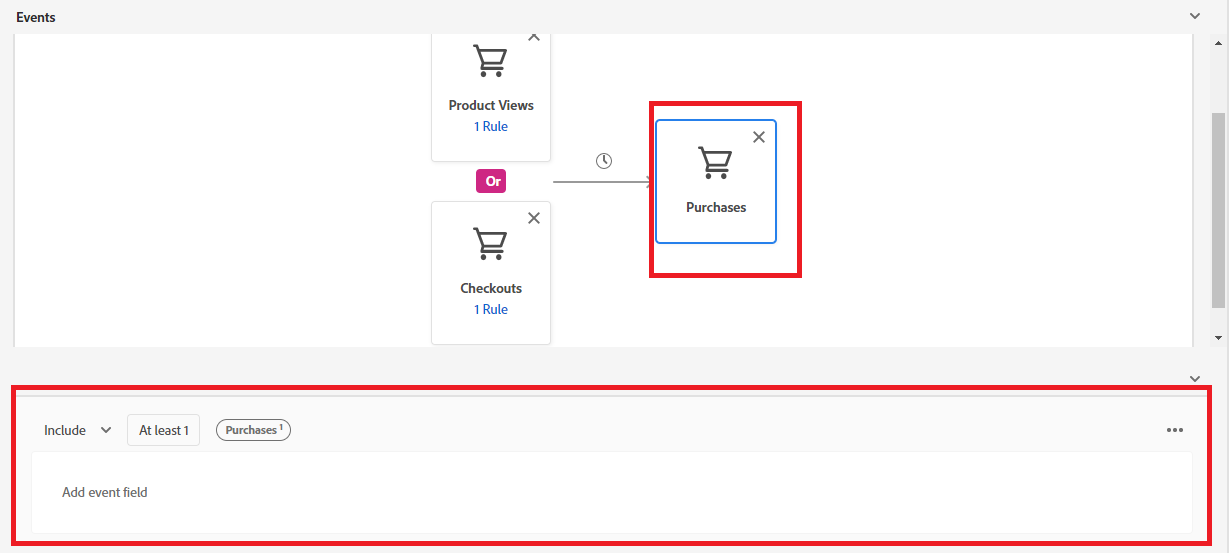 Events
Product Views
1 Rule
Or
Checkouts
1 Rule
Purchases
Include At least 1 Purchases 1
Add event field